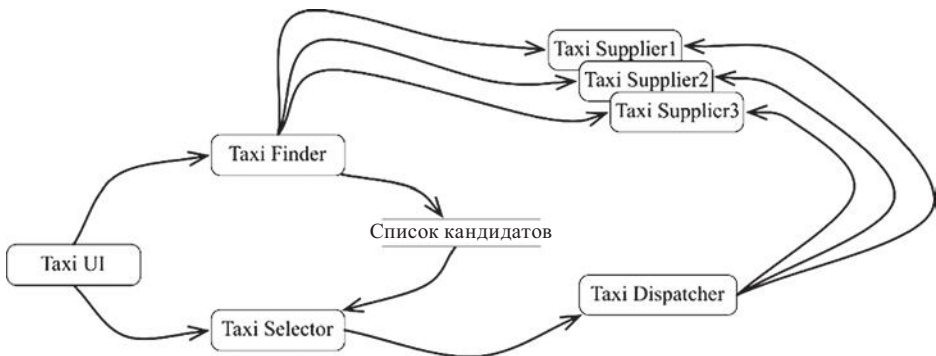 Taxi Supplier1
Taxi Supplier2
Taxi Supplier3
Taxi Finder
Список кандидатов
Taxi UI
Taxi Dispatcher
Taxi Selector